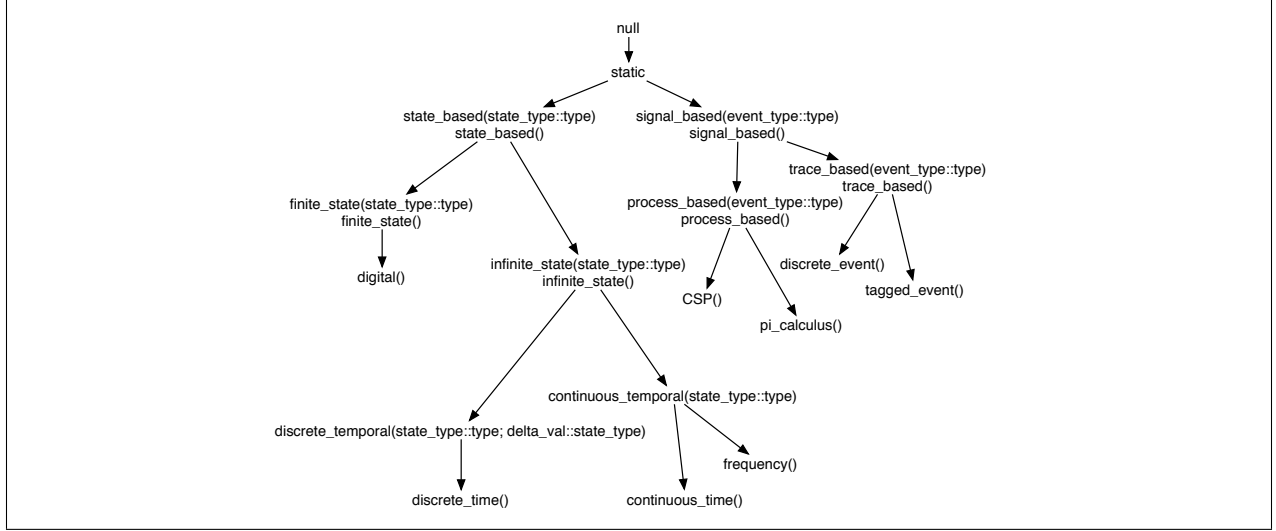 null
static
state_based(state_type::type)
state_based()
signal_based(event_type::type)
signal_based()
trace_based(event_type::type)
trace_based()
finite_state(state_type::type)
finite_state()
process_based(event_type::type)
process_based()
digital()
infinite_state(state_type::type)
infinite_state()
discrete_event()
CSP()
tagged_event()
pi_calculus()
continuous_temporal(state_type::type)
discrete_temporal(state_type::type; delta_val::state_type)
frequency()
discrete_time()
continuous_time()